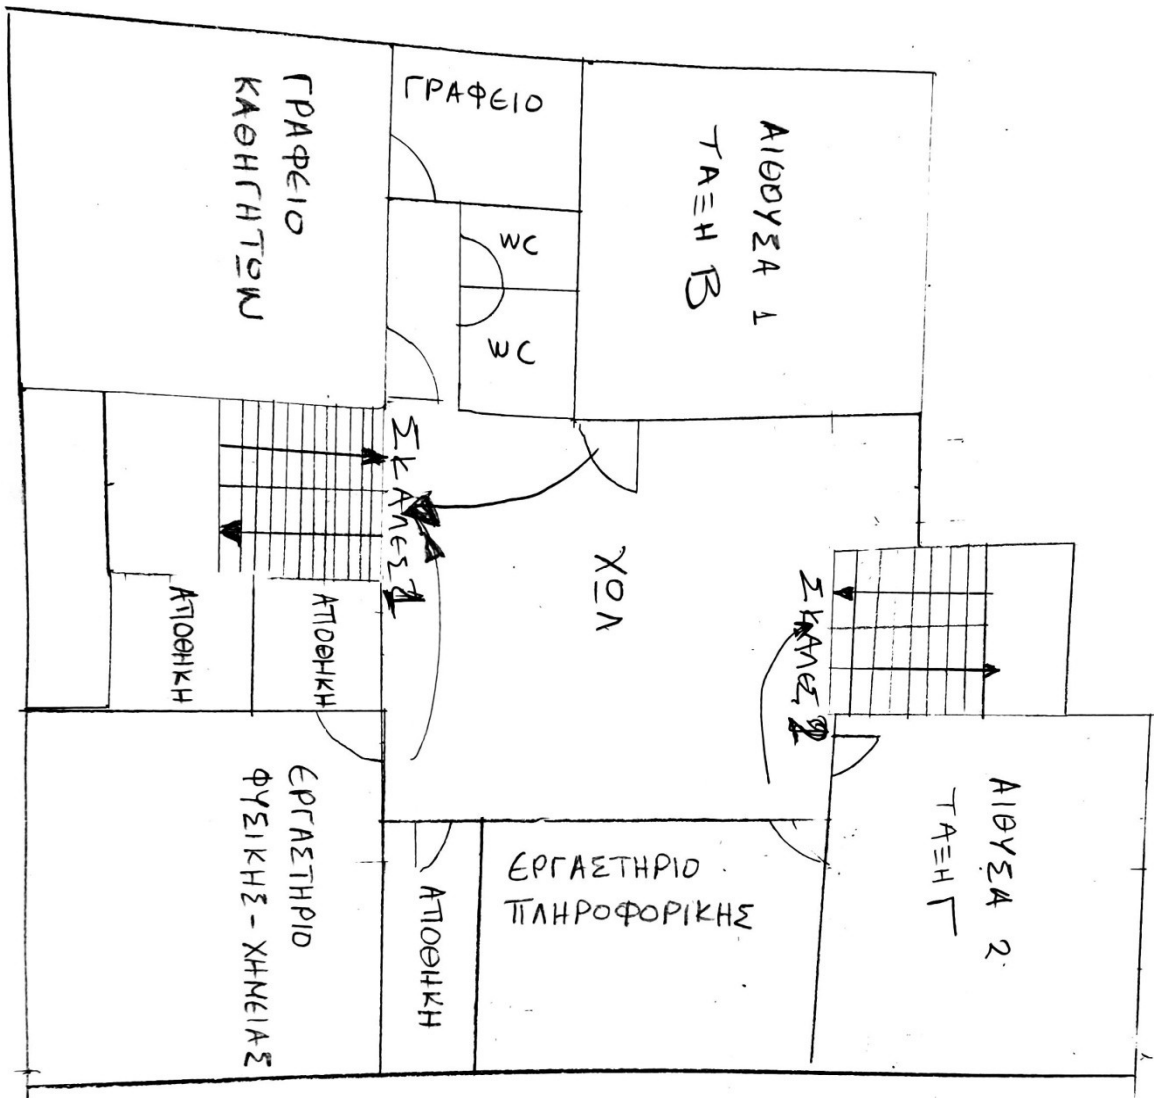 ΓΡΑΦΕΙΟ
ΚΑΘΗΓΗΤΩΝ
ΓΡΑΦΕΙΟ
WC
WC
ΑΙΘΟΥΣΑ 1
ΤΑΞΗ Β
ΣΚΑΛΕΣ 1
ΧΩΛ
ΣΚΑΛΕΣ 2
ΑΠΟΘΗΚΗ
ΑΠΟΘΗΚΗ
ΕΡΓΑΣΤΗΡΙΟ
ΦΥΣΙΚΗΣ - ΧΗΜΕΙΑΣ
ΑΠΟΘΗΚΗ
ΕΡΓΑΣΤΗΡΙΟ
ΠΛΗΡΟΦΟΡΙΚΗΣ
ΑΙΘΥΣΑ 2
ΤΑΞΗ Γ